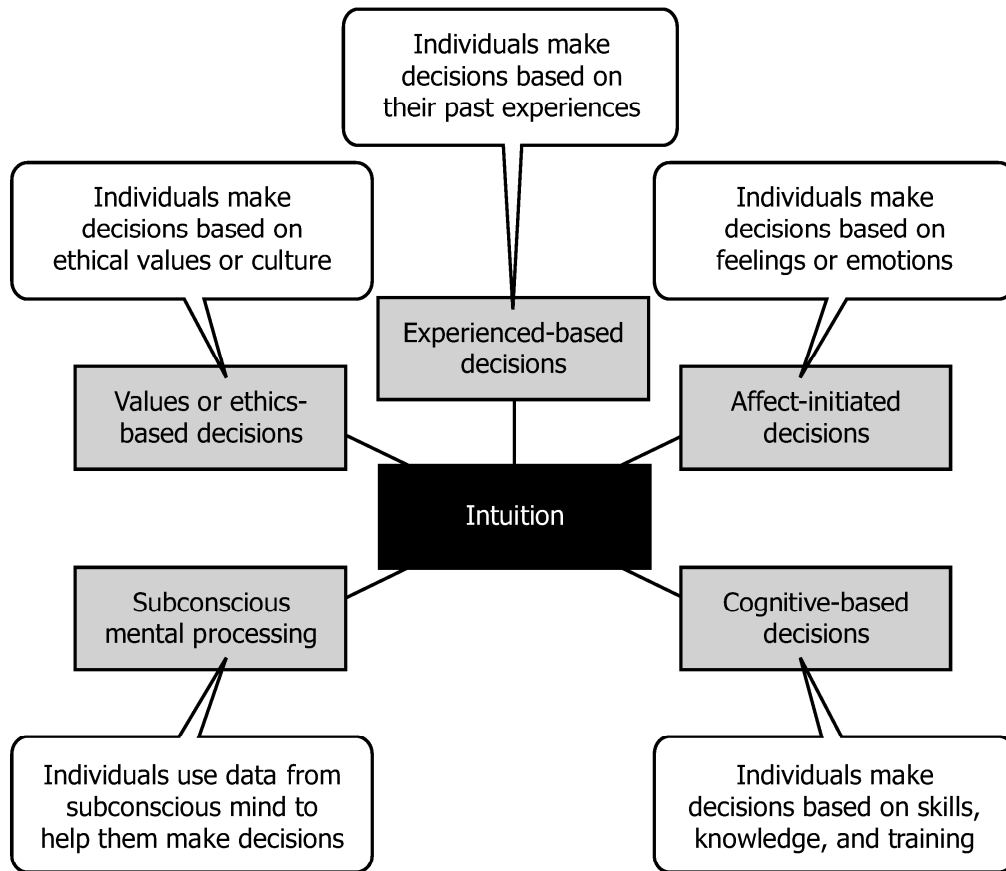 Individuals make
decisions based on
their past experiences
Individuals make
decisions based on
ethical values or culture
Individuals make
decisions based on
feelings or emotions
Experienced-based
decisions
Values or ethics-
based decisions
Affect-initiated
decisions
Intuition
Subconscious
mental processing
Cognitive-based
decisions
Individuals use data from
subconscious mind to
help them make decisions
Individuals make
decisions based on skills,
knowledge, and training